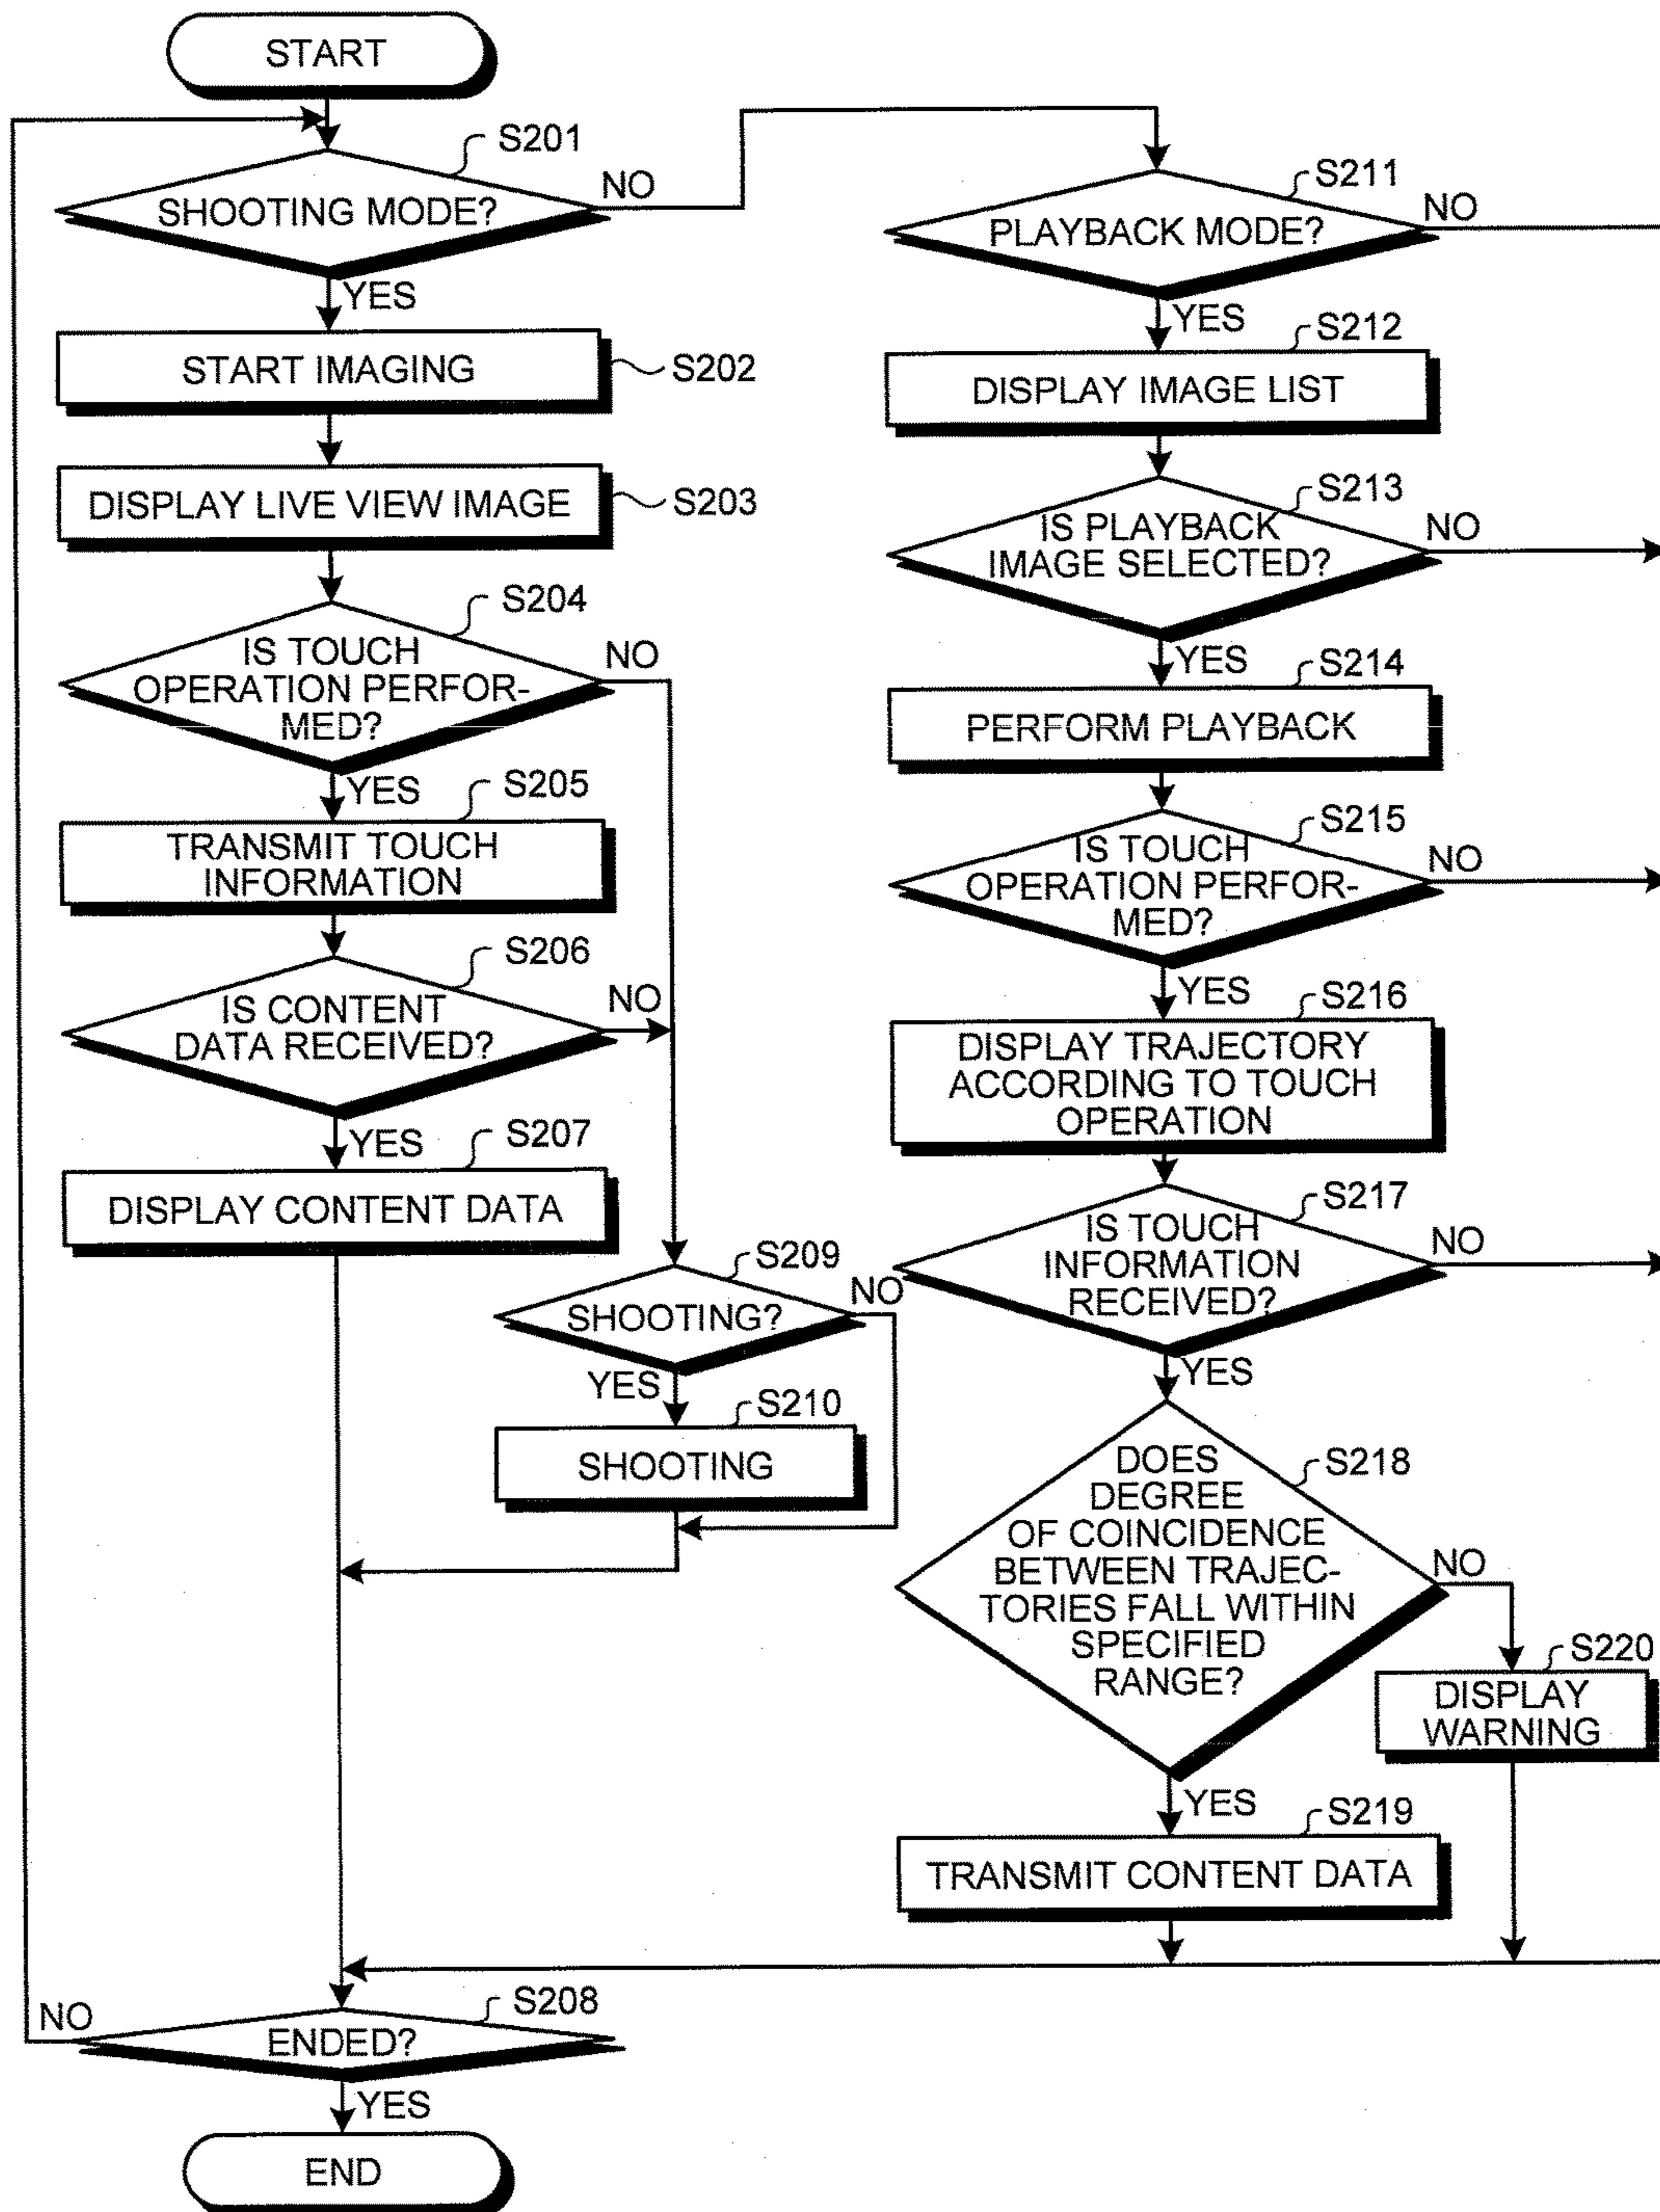 START
S201
SHOOTING MODE?
NO
YES
START IMAGING
S202
DISPLAY LIVE VIEW IMAGE
S203
S204
IS TOUCH
OPERATION PERFOR-
MED?
NO
YES
S205
TRANSMIT TOUCH
INFORMATION
S206
IS CONTENT
DATA RECEIVED?
NO
YES
S207
DISPLAY CONTENT DATA
S209
SHOOTING?
NO
YES
S210
SHOOTING
S211
PLAYBACK MODE?
NO
YES
S212
DISPLAY IMAGE LIST
S213
IS PLAYBACK
IMAGE SELECTED?
NO
YES
S214
PERFORM PLAYBACK
S215
IS TOUCH
OPERATION PERFOR-
MED?
NO
YES
S216
DISPLAY TRAJECTORY
ACCORDING TO TOUCH
OPERATION
S217
IS TOUCH
INFORMATION
RECEIVED?
NO
YES
S218
DOES
DEGREE
OF COINCIDENCE
BETWEEN TRAJEC-
TORIES FALL WITHIN
SPECIFIED
RANGE?
NO
S220
DISPLAY
WARNING
YES
S219
TRANSMIT CONTENT DATA
S208
ENDED?
NO
YES
END